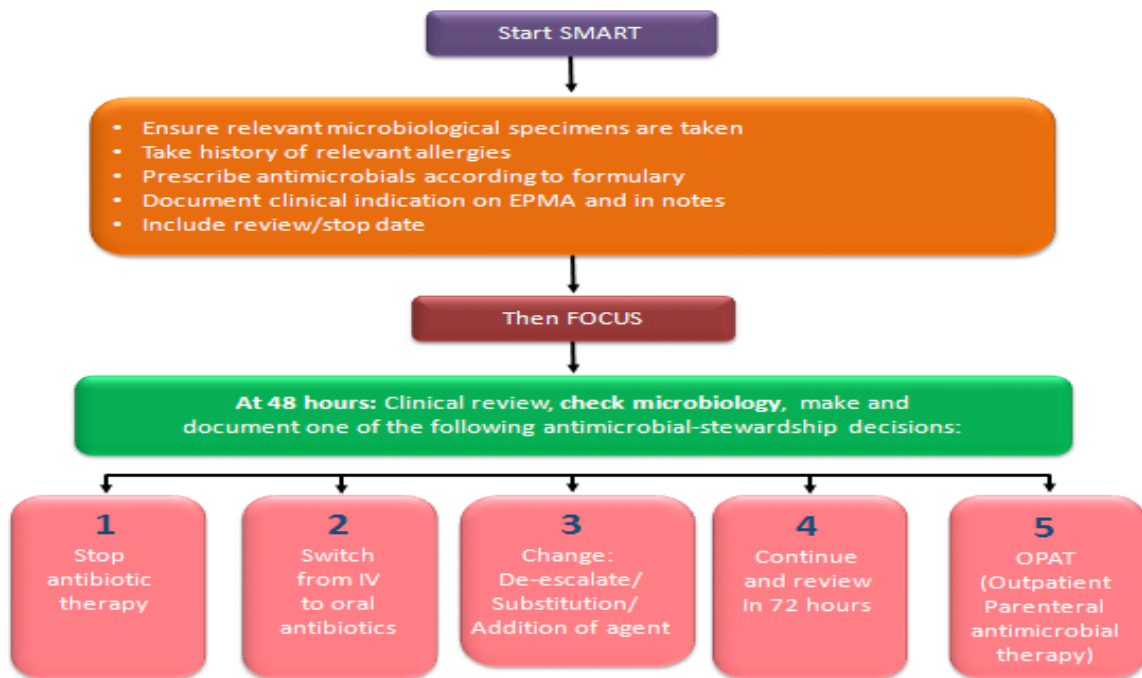 Start SMART
• Ensure relevant microbiological specimens are taken
• Take history of relevant allergies
• Prescribe antimicrobials according to formulary
• Document clinical indication on EPMA and in notes
• Include review/stop date
Then FOCUS
At 48 hours: Clinical review, check microbiology, make and
document one of the following antimicrobial-stewardship decisions:
1
Stop
antibiotic
therapy
2
Switch
from IV
to oral
antibiotics
3
Change:
De-escalate/
Substitution/
Addition of agent
4
Continue
and review
In 72 hours
5
OPAT
(Outpatient
Parenteral
antimicrobial
therapy)